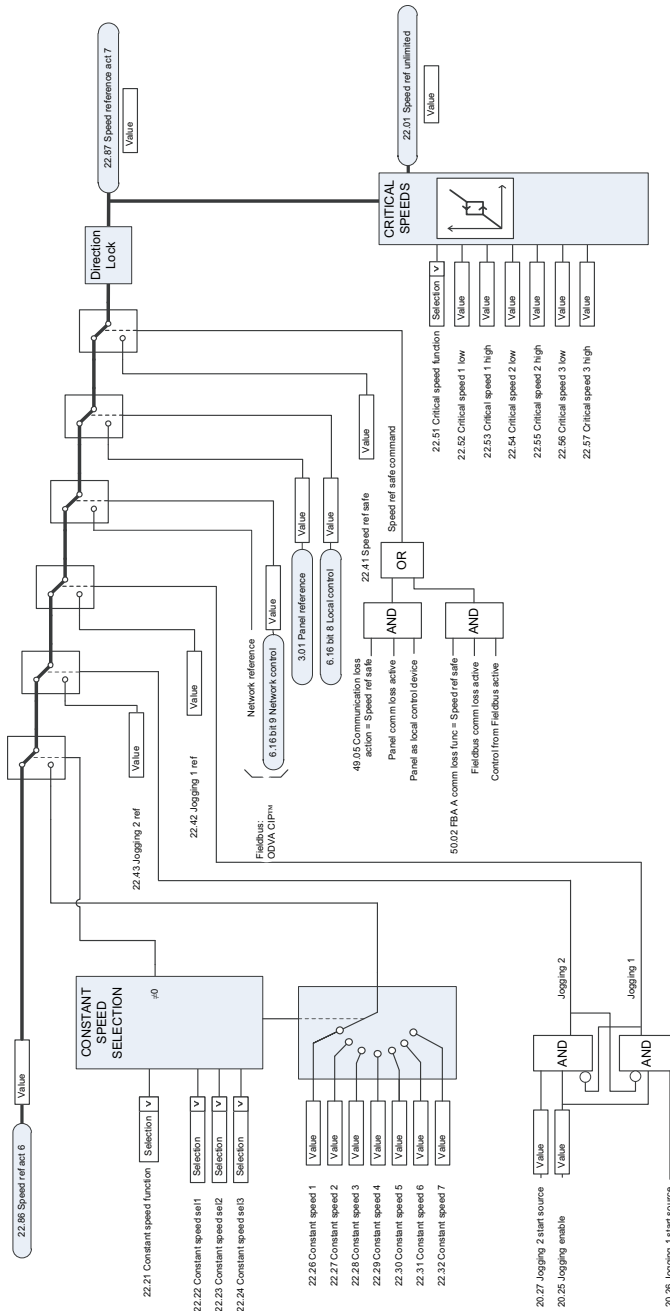 22.86 Speed ref act 6
Value
22.87 Speed reference act 7
Value
Direction
Lock
22.01 Speed ref unlimited
Value
CRITICAL
SPEEDS
22.51 Critical speed function
Selection
22.52 Critical speed 1 low
Value
22.53 Critical speed 1 high
Value
22.54 Critical speed 2 low
Value
22.55 Critical speed 2 high
Value
22.56 Critical speed 3 low
Value
22.57 Critical speed 3 high
Value
Value
22.43 Jogging 2 ref
Value
22.42 Jogging 1 ref
Network reference
Fieldbus:
ODVA CIP™
6.16 bit 9 Network control
Value
3.01 Panel reference
Value
6.16 bit 8 Local control
Value
Value
22.41 Speed ref safe
Speed ref safe command
OR
AND
49.05 Communication loss
action = Speed ref safe
Panel comm loss active
Panel as local control device
AND
50.02 FBA A comm loss func = Speed ref safe
Fieldbus comm loss active
Control from Fieldbus active
CONSTANT
SPEED
SELECTION
≠0
22.21 Constant speed function
Selection
22.22 Constant speed sel1
Selection
22.23 Constant speed sel2
Selection
22.24 Constant speed sel3
Selection
22.26 Constant speed 1
Value
22.27 Constant speed 2
Value
22.28 Constant speed 3
Value
22.29 Constant speed 4
Value
22.30 Constant speed 5
Value
22.31 Constant speed 6
Value
22.32 Constant speed 7
Value
20.27 Jogging 2 start source
Value
20.25 Jogging enable
Value
20.26 Jogging 1 start source
AND
AND
Jogging 2
Jogging 1